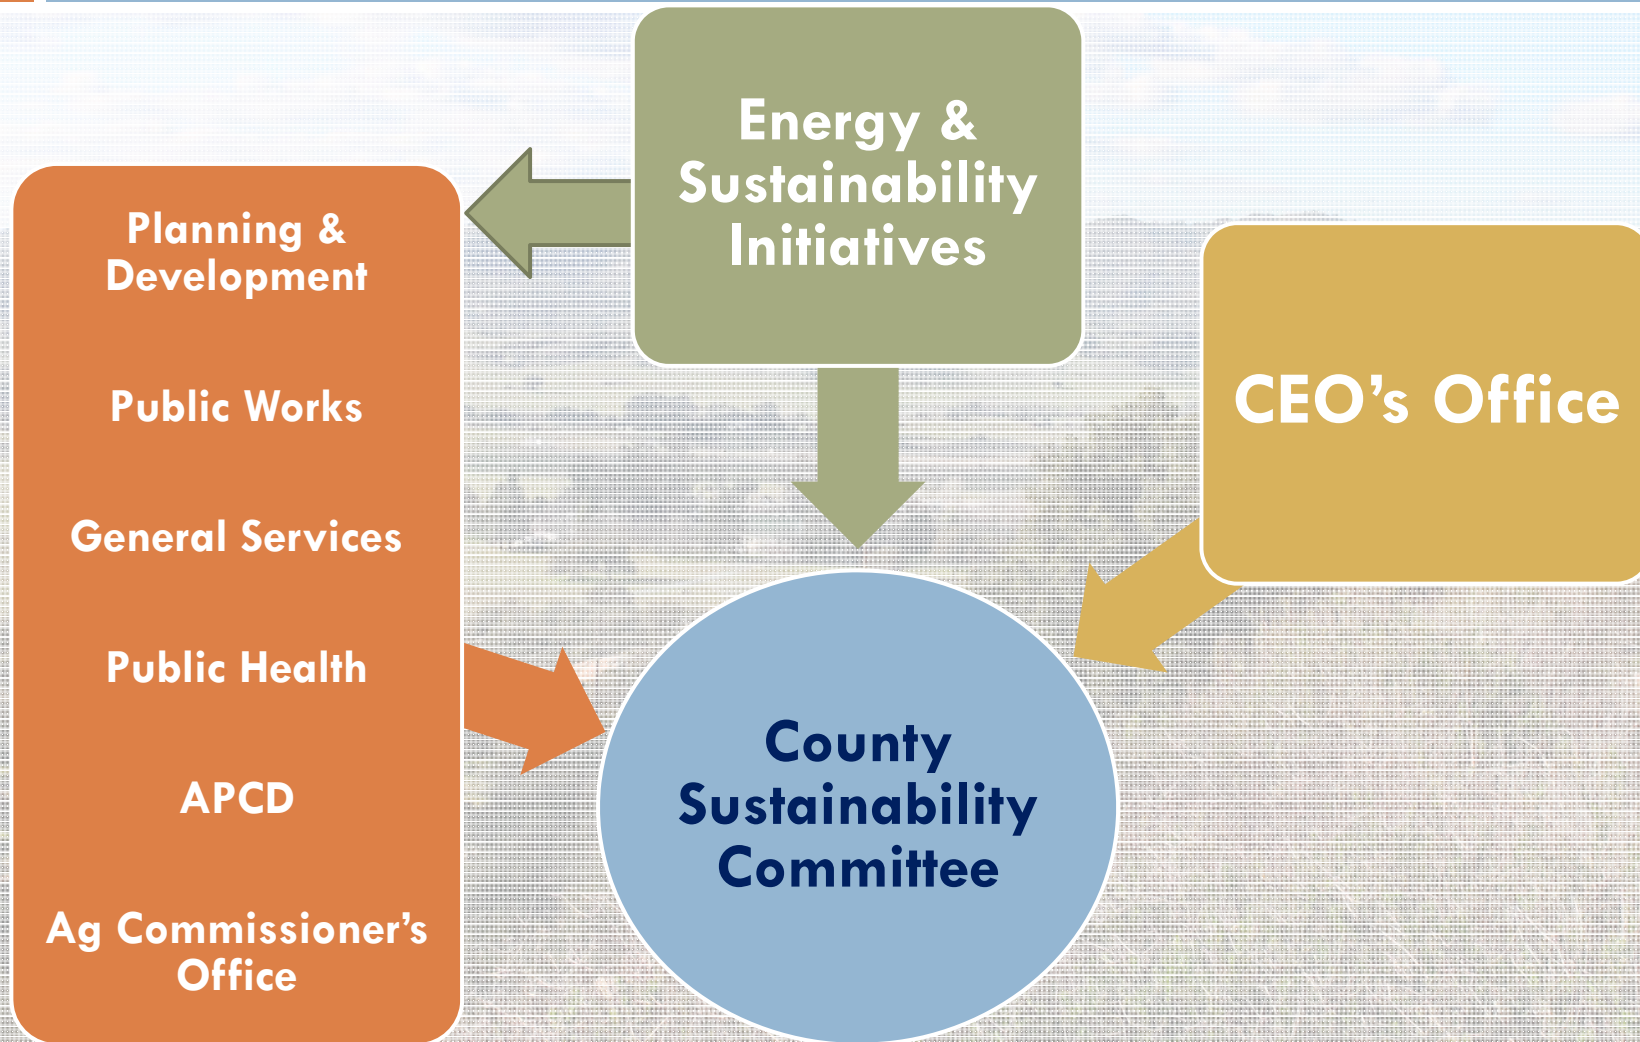 Energy &
Sustainability
Initiatives
Planning &
Development
Public Works
General Services
Public Health
APCD
Ag Commissioner’s
Office
CEO’s Office
County
Sustainability
Committee